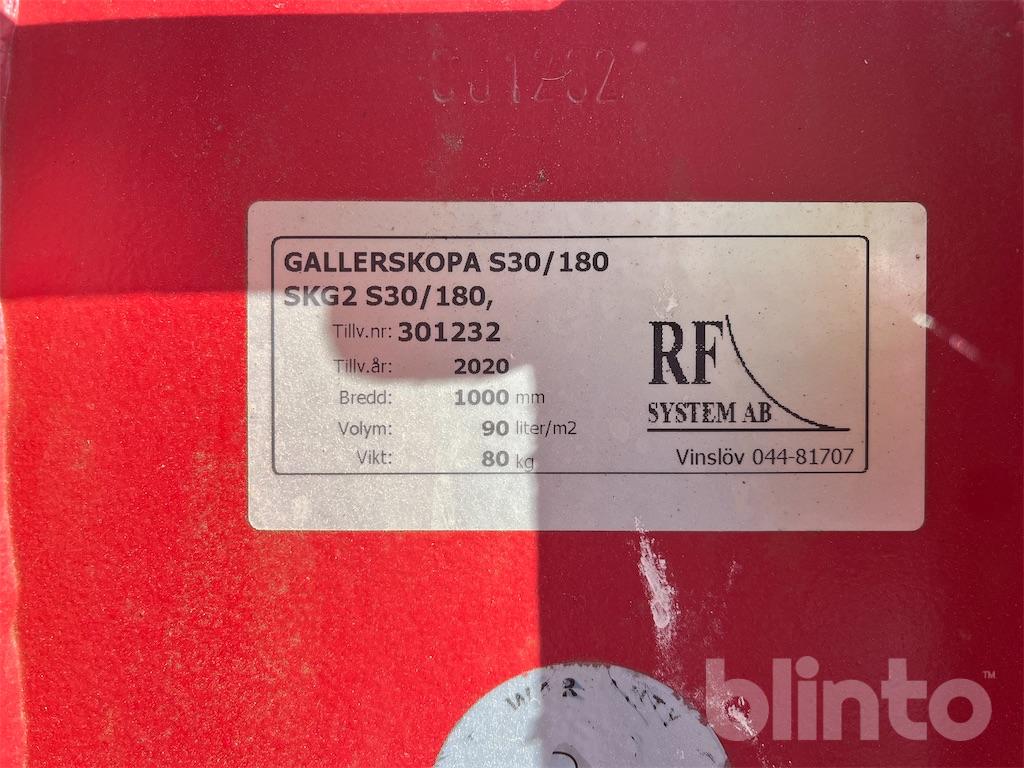 301232
GALLERSKOPA S30/180
SKG2 S30/180,
Tillv.nr: 301232
Tillv.år: 2020
Bredd: 1000 mm
Volym: 90 liter/m2
Vikt: 80 kg
RF
SYSTEM AB
Vinslöv 044-81707
blinto™